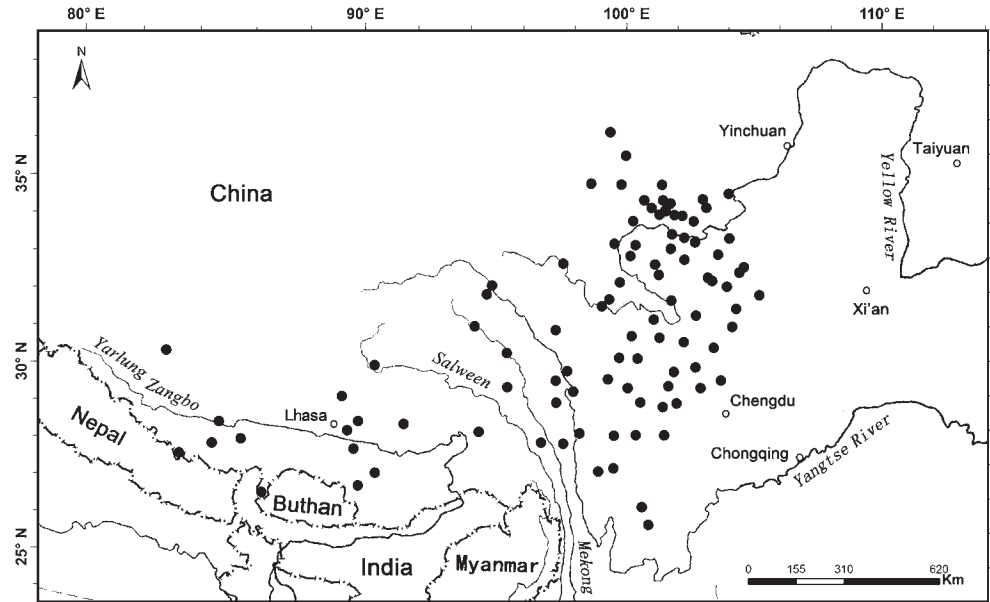 80° E
90° E
100° E
110° E
N
Yinchuan
Taiyuan
35° N
China
Yellow River
Xi'an
30° N
Yarlung Zangbo
Salween
Lhasa
Nepal
Chengdu
Chongqing
Yangtse River
Buthan
25° N
India
Myanmar
Mekong
0 155 310 620
Km